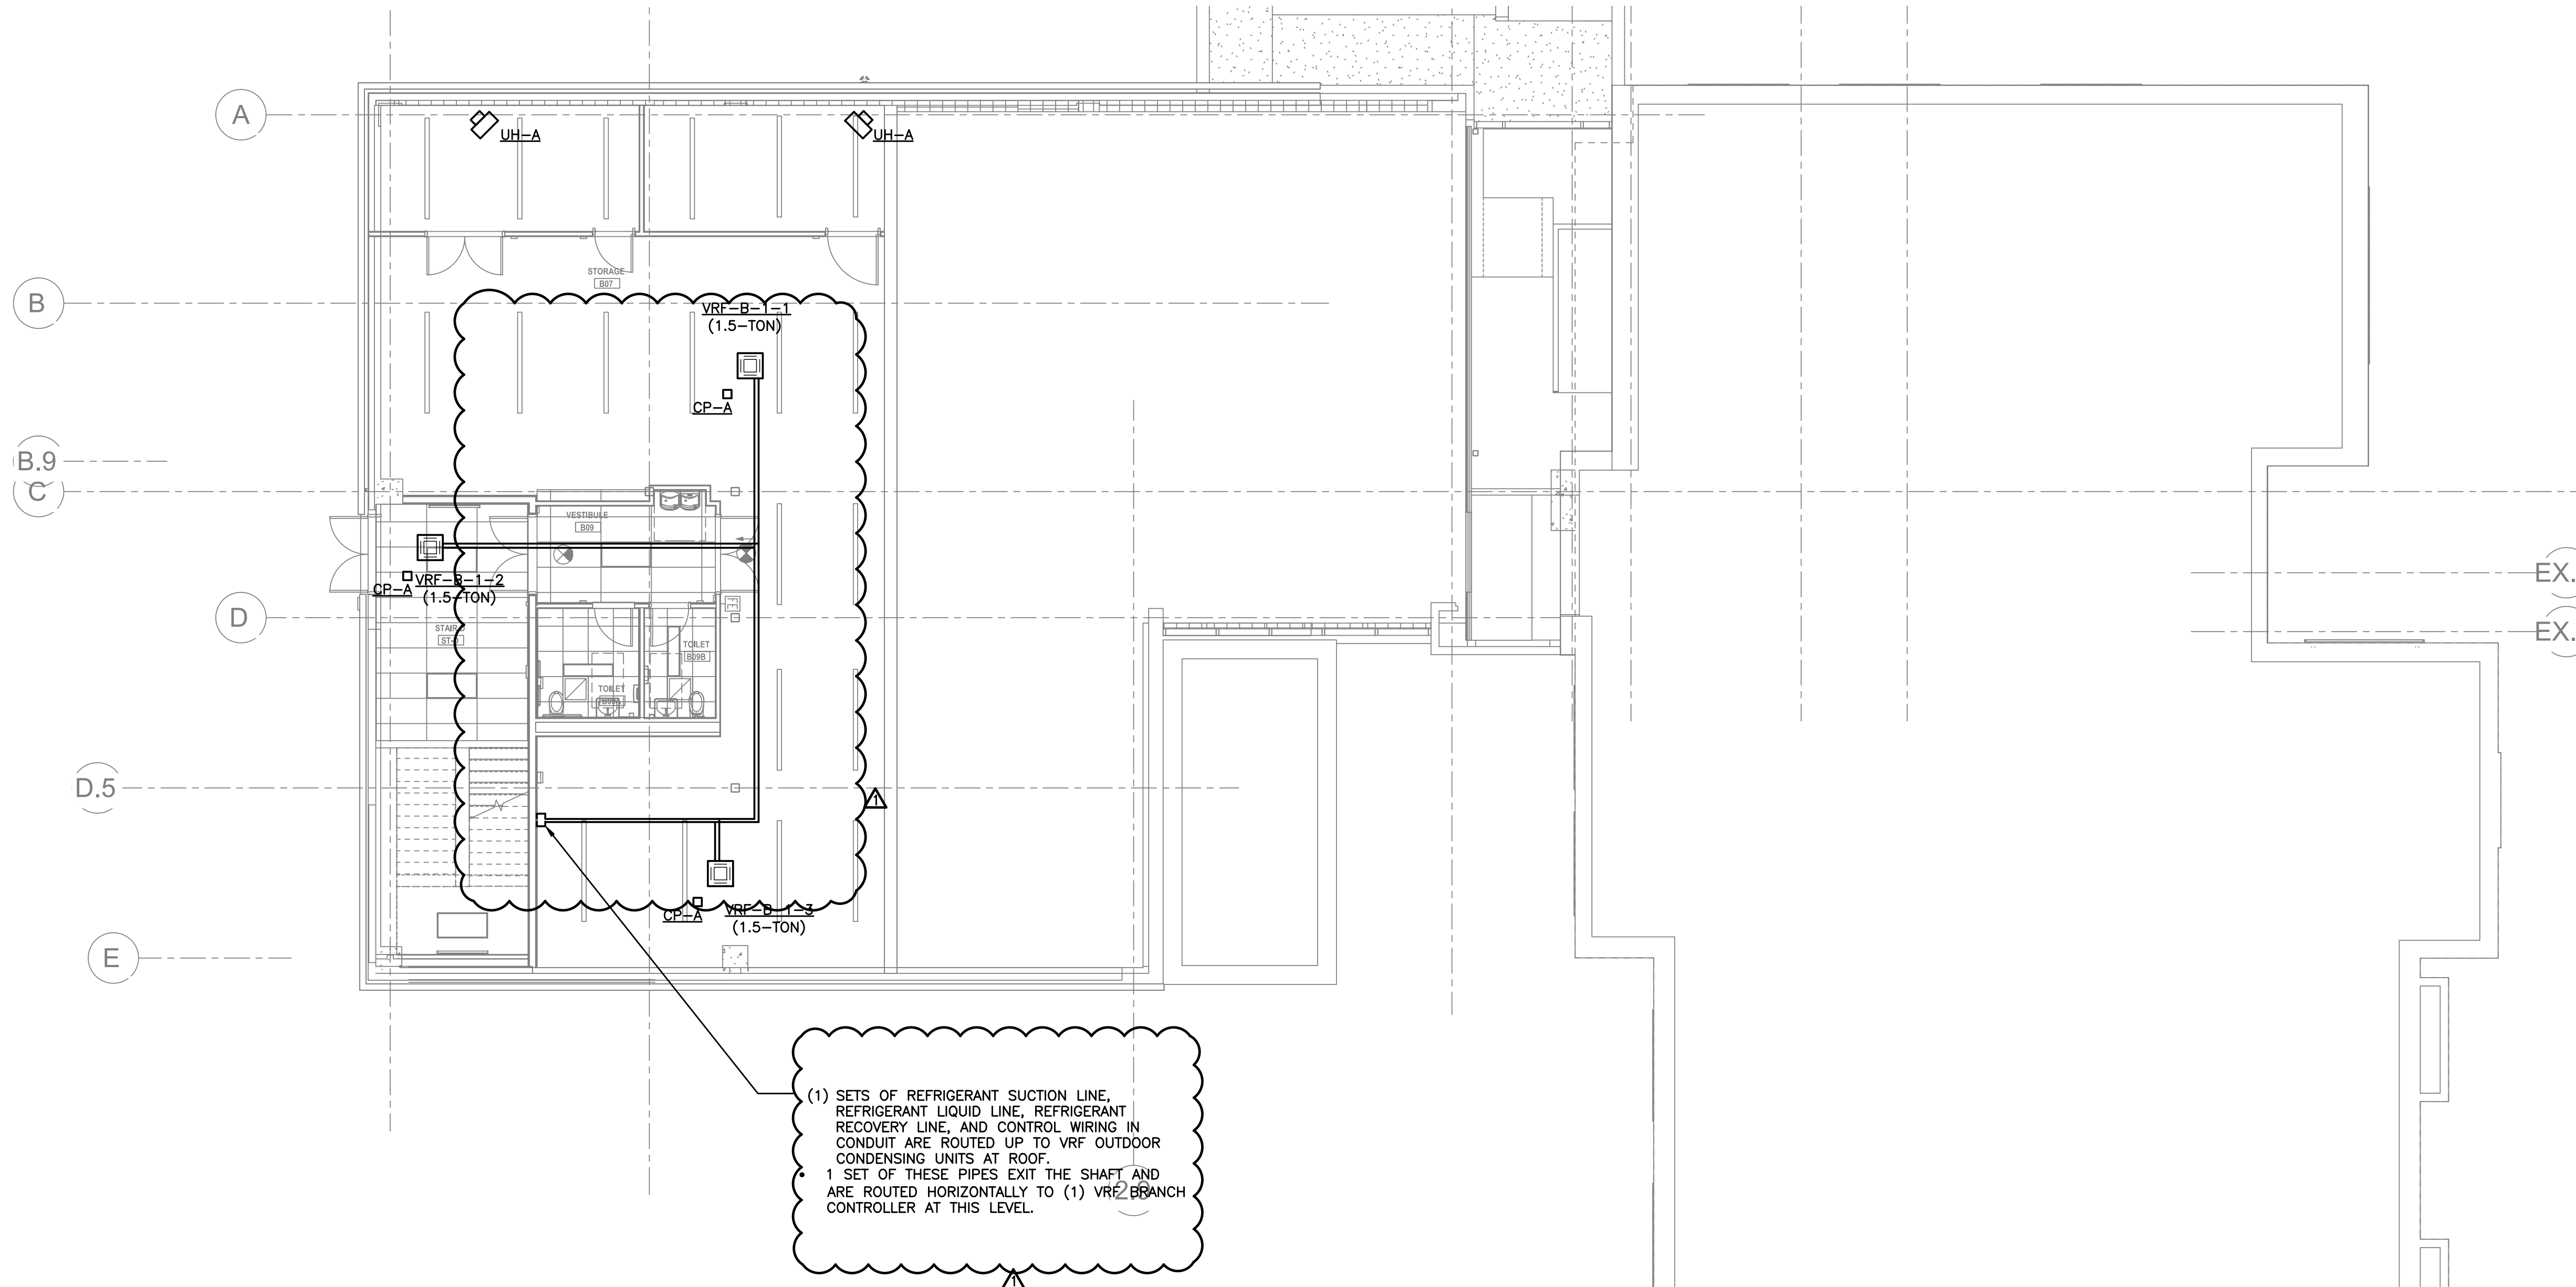 A
UH-A
UH-A
STORAGE
B07
B
VRF-B-1-1
(1.5-TON)
CP-A
B.9
C
VESTIBULE
B09
VRF-B-1-2
(1.5-TON)
CP-A
D
STAIR
TOILET
B09B
TOILET
EX.
EX.
D.5
1
CP-A
VRF-B-1-3
(1.5-TON)
E
(1) SETS OF REFRIGERANT SUCTION LINE,
REFRIGERANT LIQUID LINE, REFRIGERANT
RECOVERY LINE, AND CONTROL WIRING IN
CONDUIT ARE ROUTED UP TO VRF OUTDOOR
CONDENSING UNITS AT ROOF.
• 1 SET OF THESE PIPES EXIT THE SHAFT AND
ARE ROUTED HORIZONTALLY TO (1) VRF BRANCH
CONTROLLER AT THIS LEVEL.
1